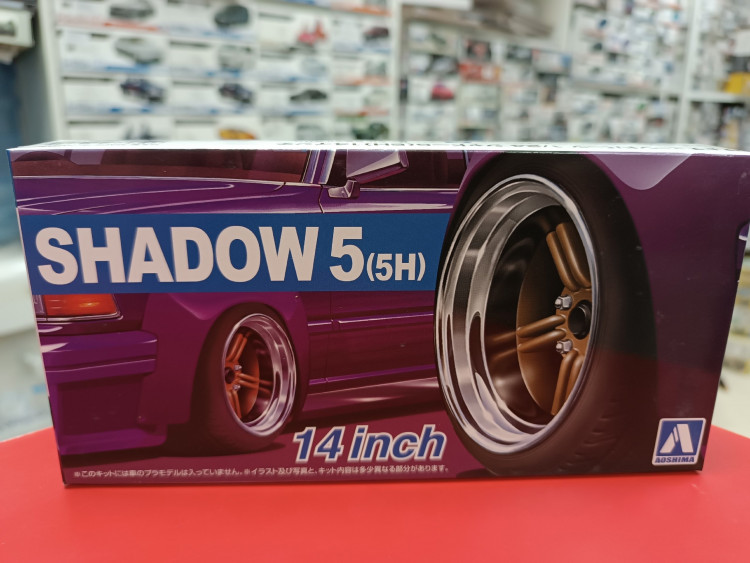 SHADOW 5 (5H)
14 inch
※このキットには車のプラモデルは入っていません。※イラスト及び写真と、キット内容は多少異なる部分があります。
AOSHIMA